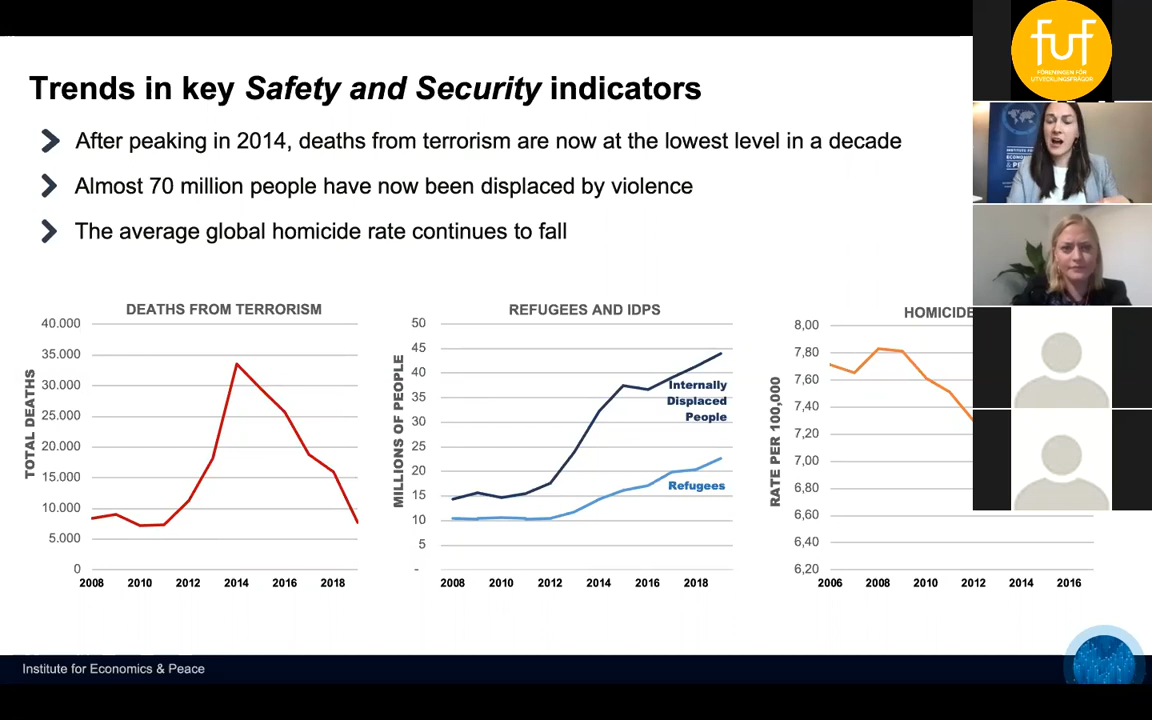 fuf
FÖRENINGEN FÖR
UTVECKLINGSFRÅGOR
Trends in key Safety and Security indicators
After peaking in 2014, deaths from terrorism are now at the lowest level in a decade
Almost 70 million people have now been displaced by violence
The average global homicide rate continues to fall
DEATHS FROM TERRORISM
TOTAL DEATHS
40.000
35.000
30.000
25.000
20.000
15.000
10.000
5.000
0
2008 2010 2012 2014 2016 2018
REFUGEES AND IDPS
MILLIONS OF PEOPLE
50
45
40
35
30
25
20
15
10
5
-
Internally
Displaced
People
Refugees
2008 2010 2012 2014 2016 2018
HOMICIDE
RATE PER 100,000
8,00
7,80
7,60
7,40
7,20
7,00
6,80
6,60
6,40
6,20
2006 2008 2010 2012 2014 2016
Institute for Economics & Peace